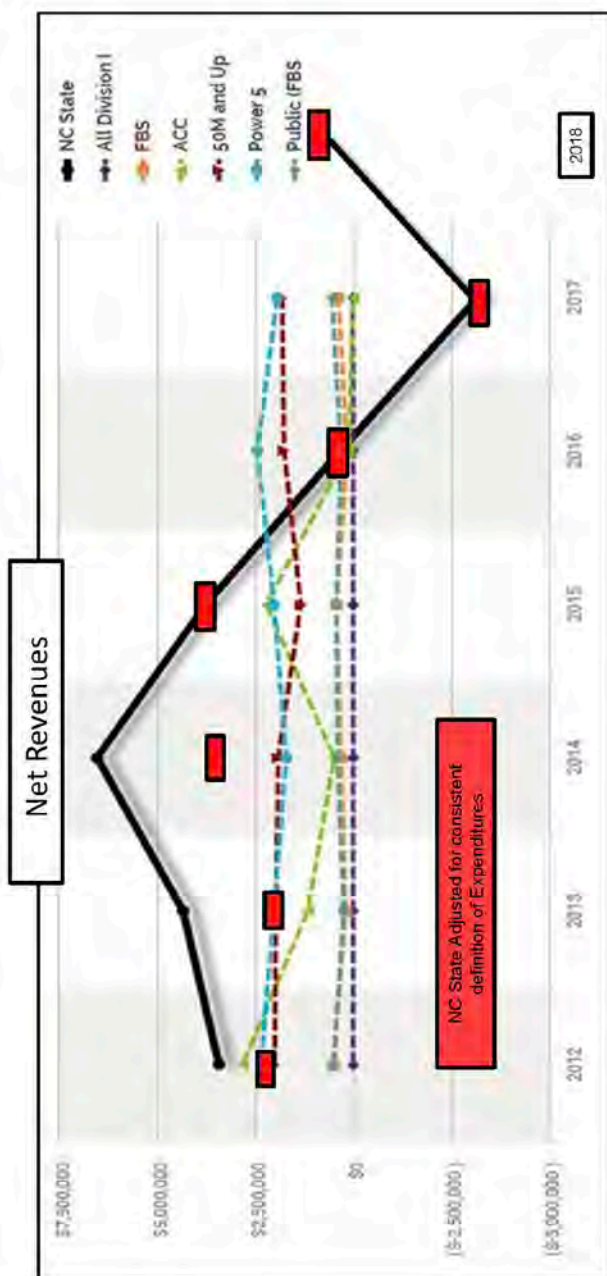 Net Revenues
$7,500,000
$5,000,000
$2,500,000
$0
($-2,500,000)
($-5,000,000)
NC State
All Division I
FBS
ACC
50M and Up
Power 5
Public (FBS
NC State Adjusted for consistent
definition of Expenditures
2012
2013
2014
2015
2016
2017
2018